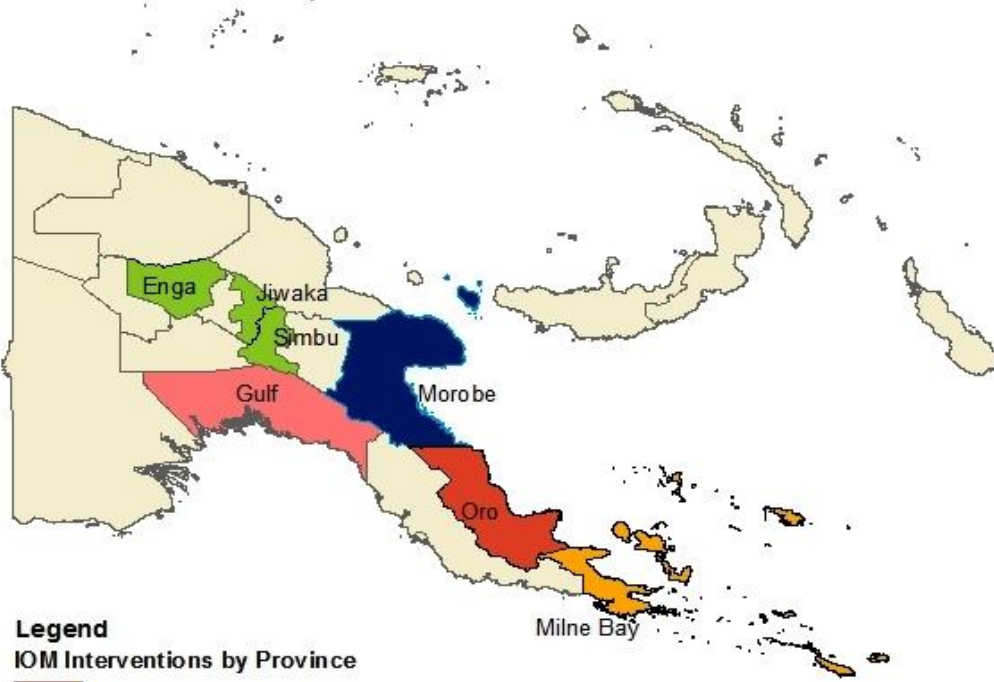 Enga
Jiwaka
Simbu
Gulf
Morobe
Oro
Milne Bay
Legend
IOM Interventions by Province